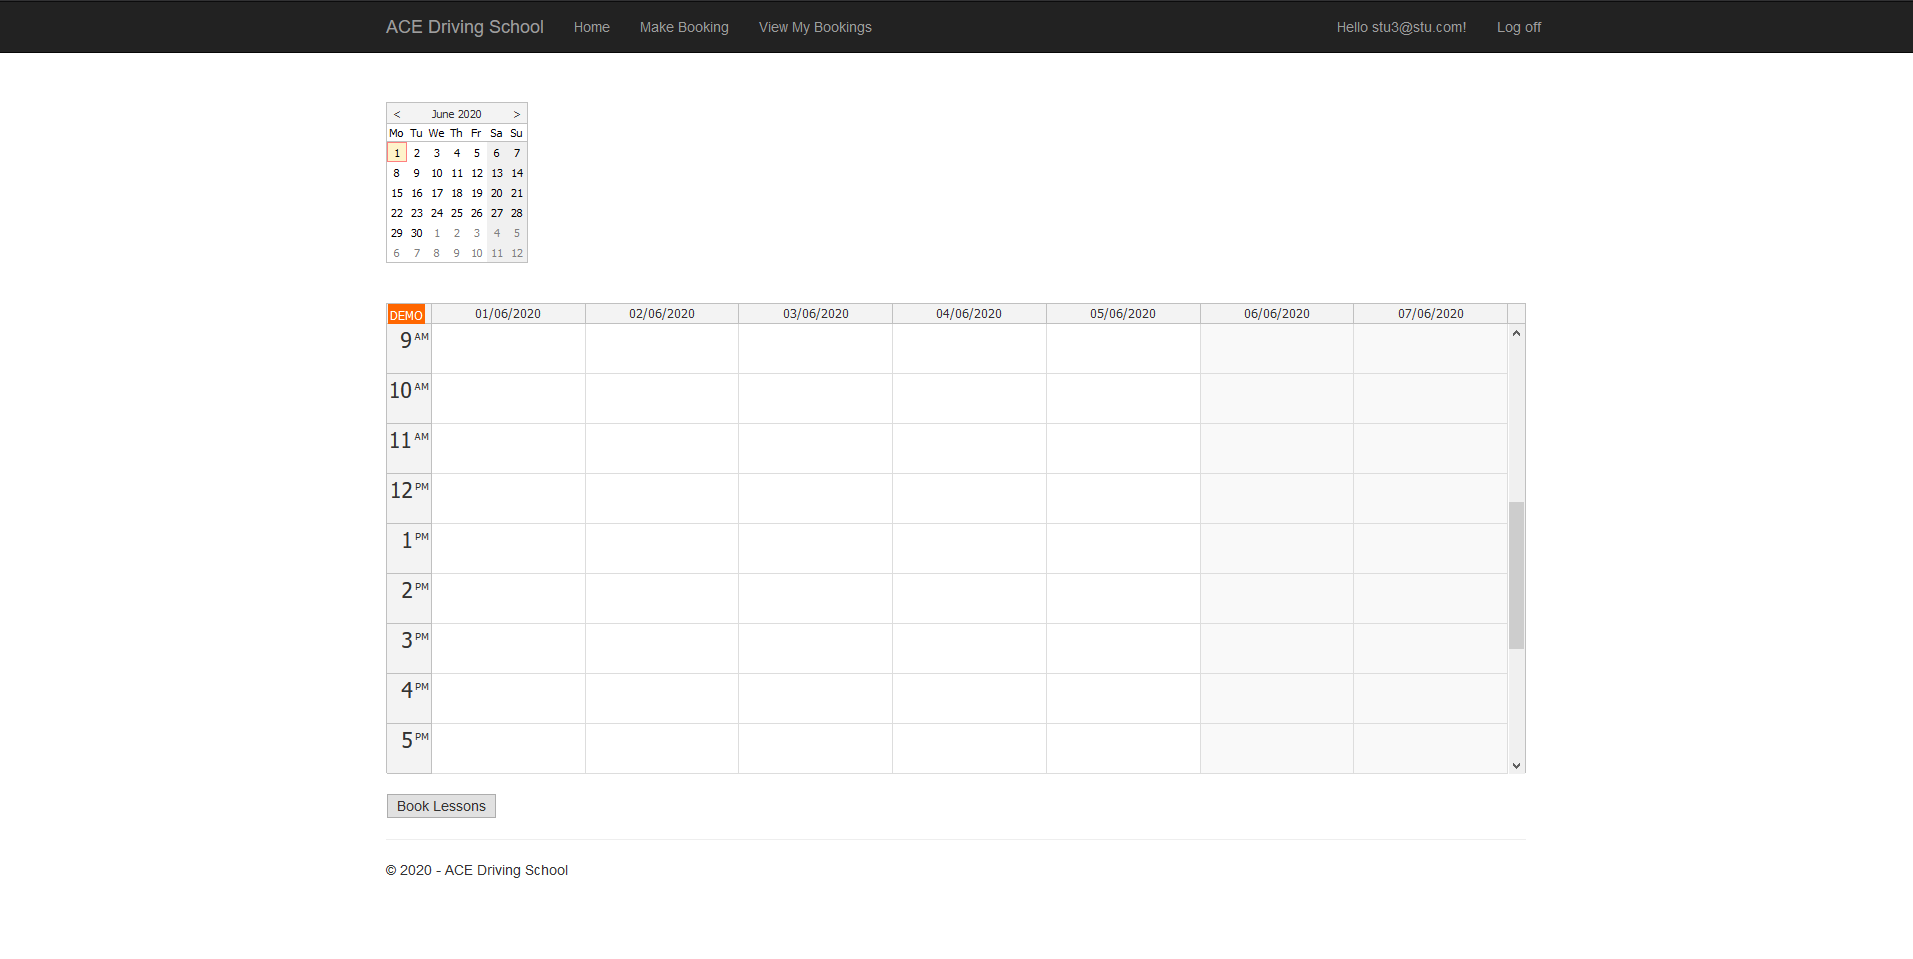 ACE Driving School Home Make Booking View My Bookings Hello stu3@stu.com! Log off
< June 2020 >
Mo Tu We Th Fr Sa Su
1 2 3 4 5 6 7
8 9 10 11 12 13 14
15 16 17 18 19 20 21
22 23 24 25 26 27 28
29 30 1 2 3 4 5
6 7 8 9 10 11 12
DEMO 01/06/2020 02/06/2020 03/06/2020 04/06/2020 05/06/2020 06/06/2020 07/06/2020
9 AM
10 AM
11 AM
12 PM
1 PM
2 PM
3 PM
4 PM
5 PM
Book Lessons
© 2020 - ACE Driving School